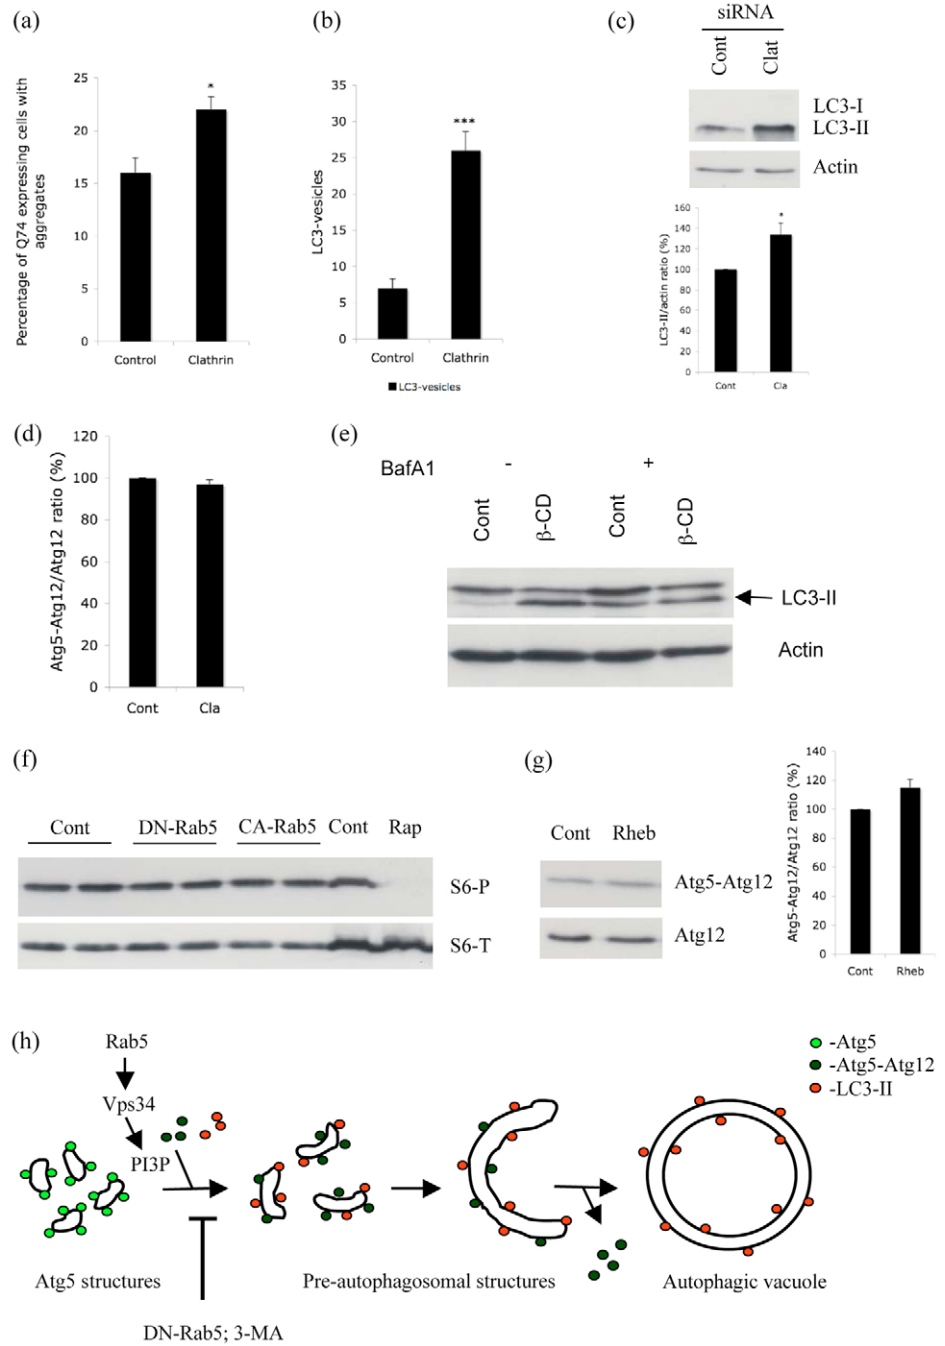 (a)
Percentage of Q74 expressing cells with
aggregates
25
20
15
10
5
0
*
Control
Clathrin
(b)
LC3-vesicles
35
30
25
20
15
10
5
0
***
Control
Clathrin
LC3-vesicles
(c)
siRNA
Cont
Clat
LC3-I
LC3-II
Actin
LC3-II/actin ratio (%)
160
140
120
100
80
60
40
20
0
*
Cont
Cla
(d)
Atg5-Atg12/Atg12 ratio (%)
120
100
80
60
40
20
0
Cont
Cla
(e)
BafA1
-
+
Cont
β-CD
Cont
β-CD
LC3-II
Actin
(f)
Cont
DN-Rab5
CA-Rab5
Cont
Rap
S6-P
S6-T
(g)
Cont
Rheb
Atg5-Atg12
Atg12
Atg5-Atg12/Atg12 ratio (%)
140
120
100
80
60
40
20
0
Cont
Rheb
(h)
Rab5
Vps34
PI3P
-Atg5
-Atg5-Atg12
-LC3-II
Atg5 structures
Pre-autophagosomal structures
Autophagic vacuole
DN-Rab5; 3-MA